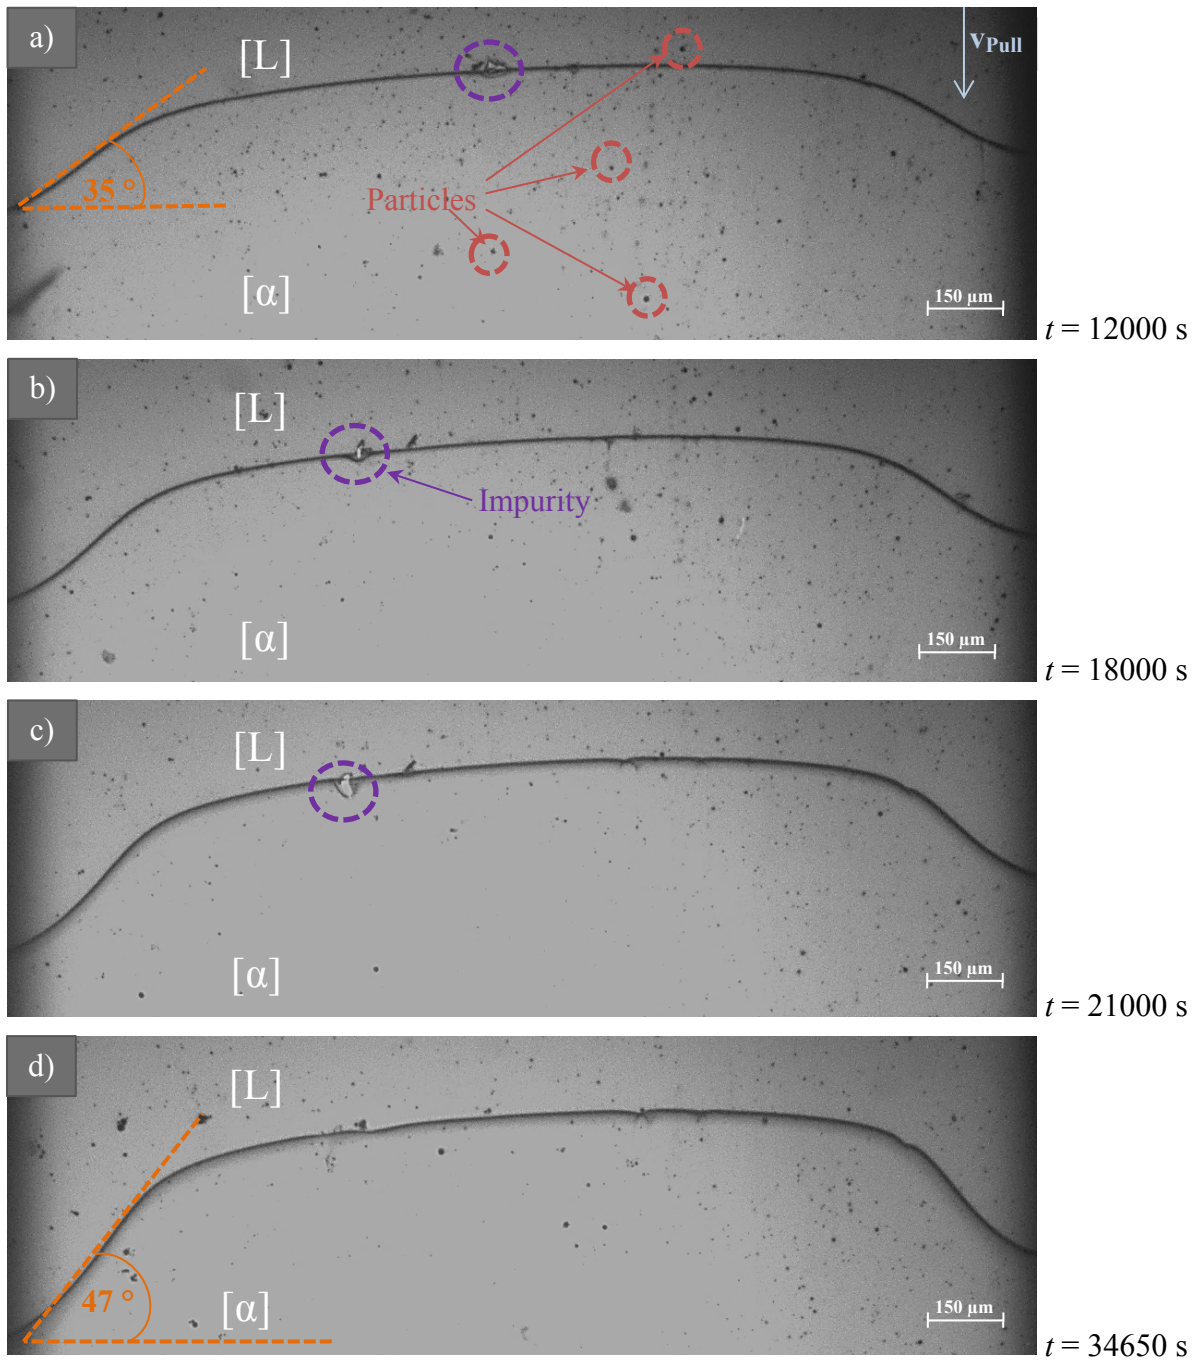 a)
[L]
vPull
35 °
Particles
[α]
150 µm
t = 12000 s
b)
[L]
Impurity
[α]
150 µm
t = 18000 s
c)
[L]
[α]
150 µm
t = 21000 s
d)
[L]
47 °
[α]
150 µm
t = 34650 s